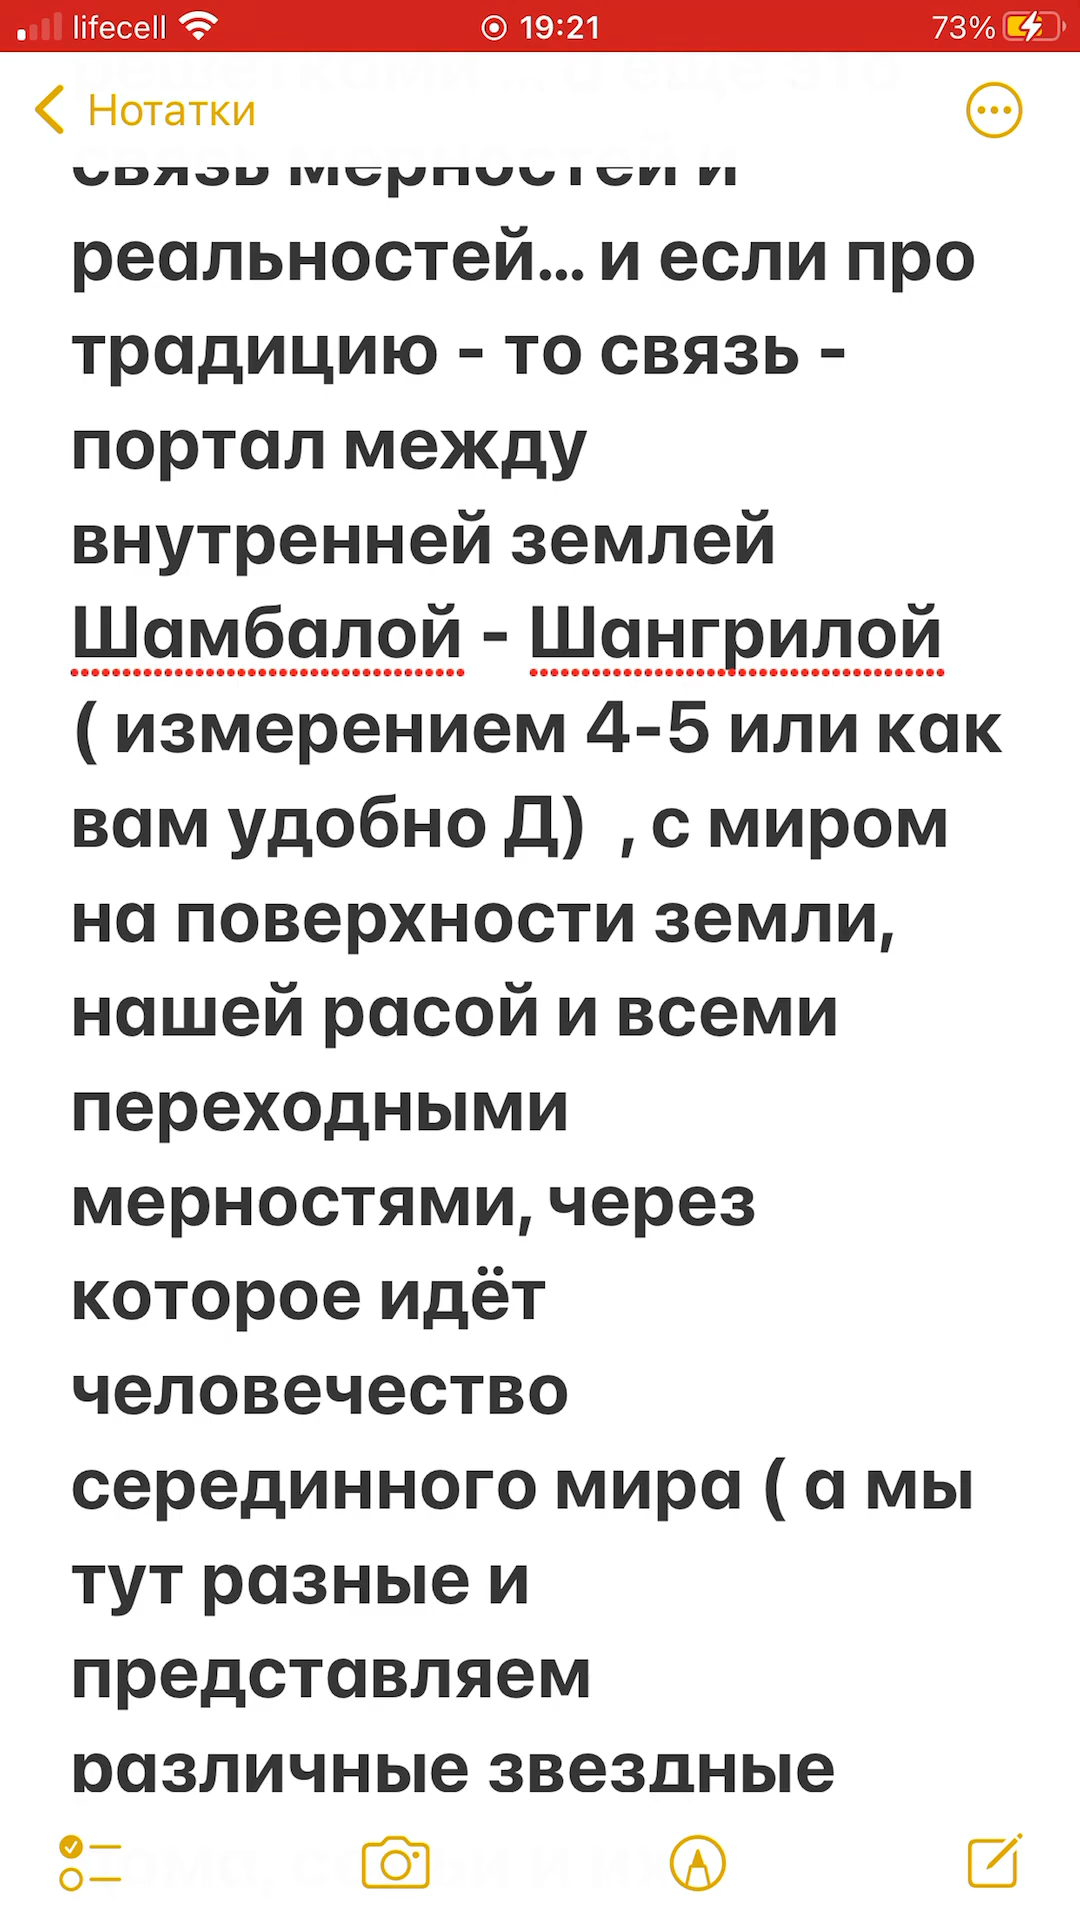 lifecell 19:21 73%
Нотатки
связь мерностей и
реальностей... и если про
традицию - то связь -
портал между
внутренней землей
Шамбалой - Шангрилой
( измерением 4-5 или как
вам удобно Д) , с миром
на поверхности земли,
нашей расой и всеми
переходными
мерностями, через
которое идёт
человечество
серединного мира ( а мы
тут разные и
представляем
различные звездные